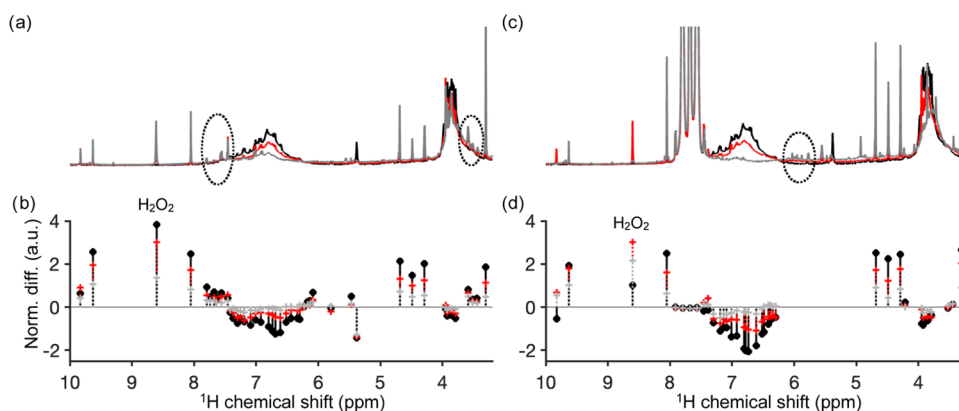 (a)
(c)
(b)
(d)
H₂O₂
H₂O₂
Norm. diff. (a.u.)
4
2
0
-2
4
2
0
-2
10 9 8 7 6 5 4
10 9 8 7 6 5 4
¹H chemical shift (ppm)
¹H chemical shift (ppm)